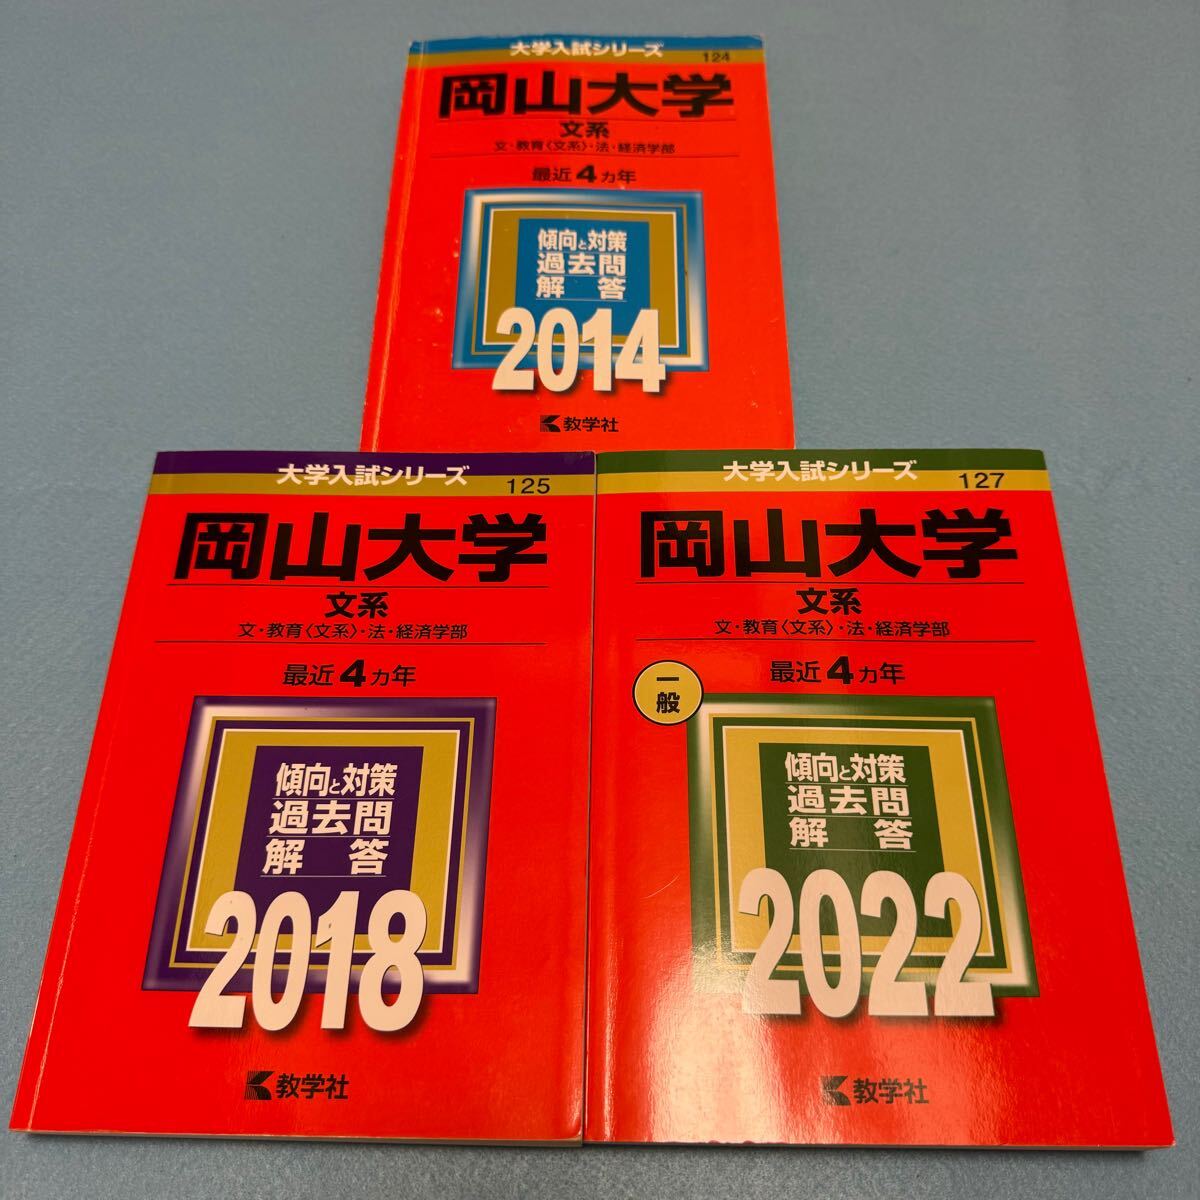 大学入試シリーズ
124
岡山大学
文系
文・教育〈文系〉・法・経済学部
最近4カ年
傾向と対策
過去問
解答
2014
教学社
大学入試シリーズ
125
岡山大学
文系
文・教育〈文系〉・法・経済学部
最近4カ年
傾向と対策
過去問
解答
2018
教学社
大学入試シリーズ
127
岡山大学
文系
文・教育〈文系〉・法・経済学部
一般
最近4カ年
傾向と対策
過去問
解答
2022
教学社